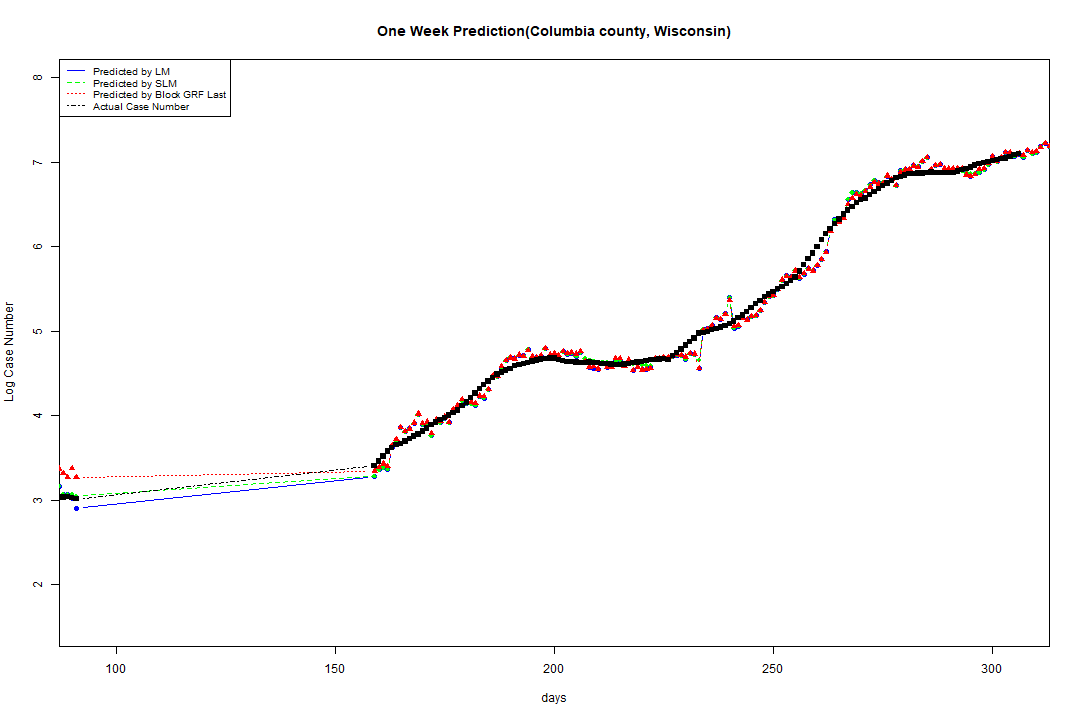 One Week Prediction(Columbia county, Wisconsin)
Predicted by LM
Predicted by SLM
Predicted by Block GRF Last
Actual Case Number
8
7
6
5
4
3
2
Log Case Number
100 150 200 250 300
days